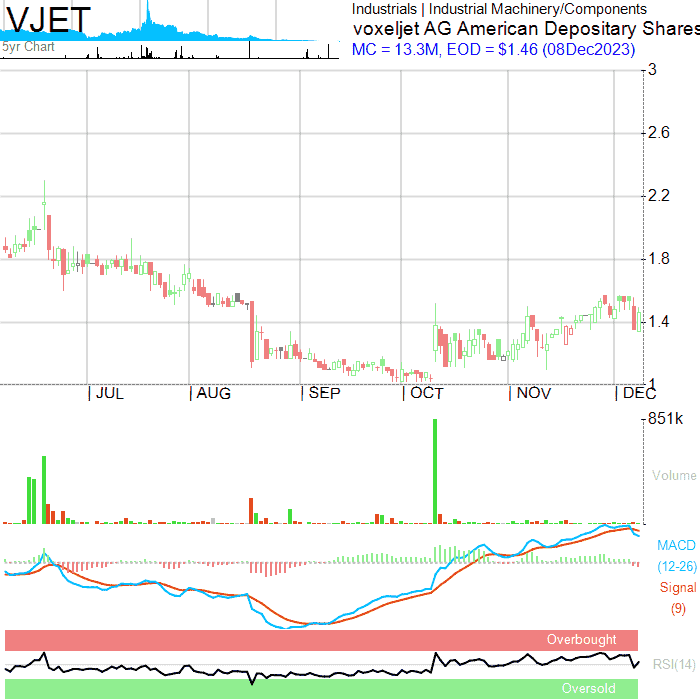 VJET
5yr Chart
Industrials | Industrial Machinery/Components
voxeljet AG American Depositary Shares
MC = 13.3M, EOD = $1.46 (08Dec2023)
3
2.6
2.2
1.8
1.4
1
JUL AUG SEP OCT NOV DEC
851k
Volume
MACD
(12-26)
Signal
(9)
Overbought
RSI(14)
Oversold